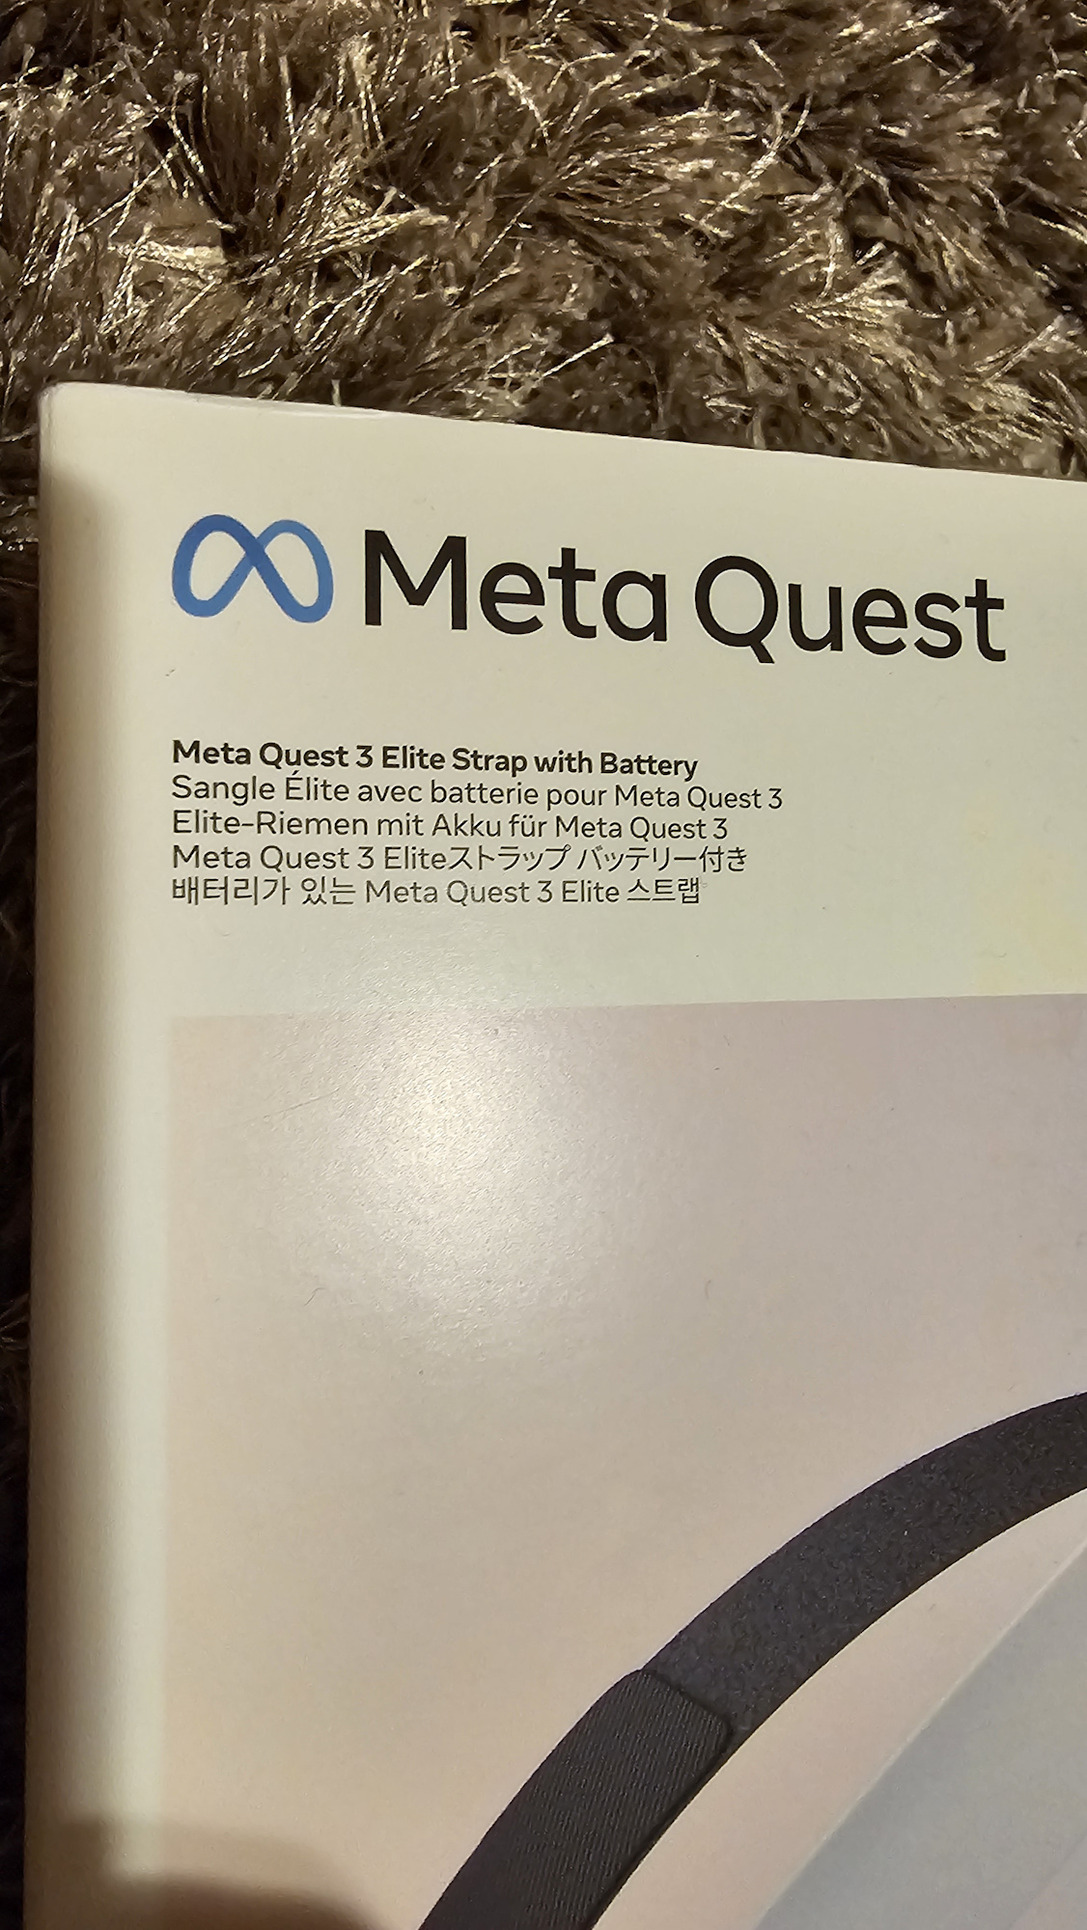 Meta Quest
Meta Quest 3 Elite Strap with Battery
Sangle Élite avec batterie pour Meta Quest 3
Elite-Riemen mit Akku für Meta Quest 3
Meta Quest 3 Eliteストラップ バッテリー付き
배터리가 있는 Meta Quest 3 Elite 스트랩